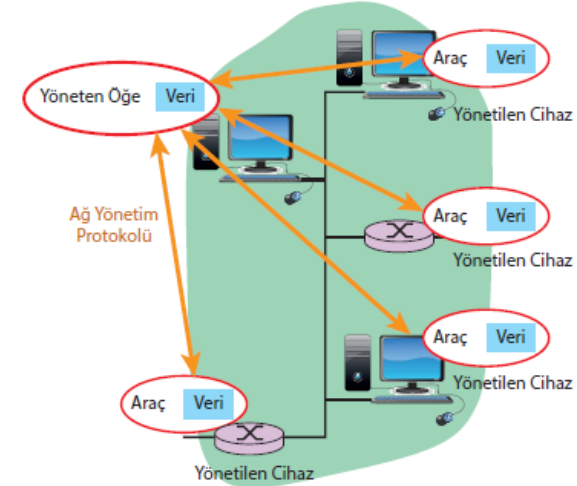 Araç Veri
Yönetilen Cihaz
Yöneten Öğe Veri
Ağ Yönetim
Protokolü
Araç Veri
Yönetilen Cihaz
Araç Veri
Yönetilen Cihaz
Araç Veri
Yönetilen Cihaz